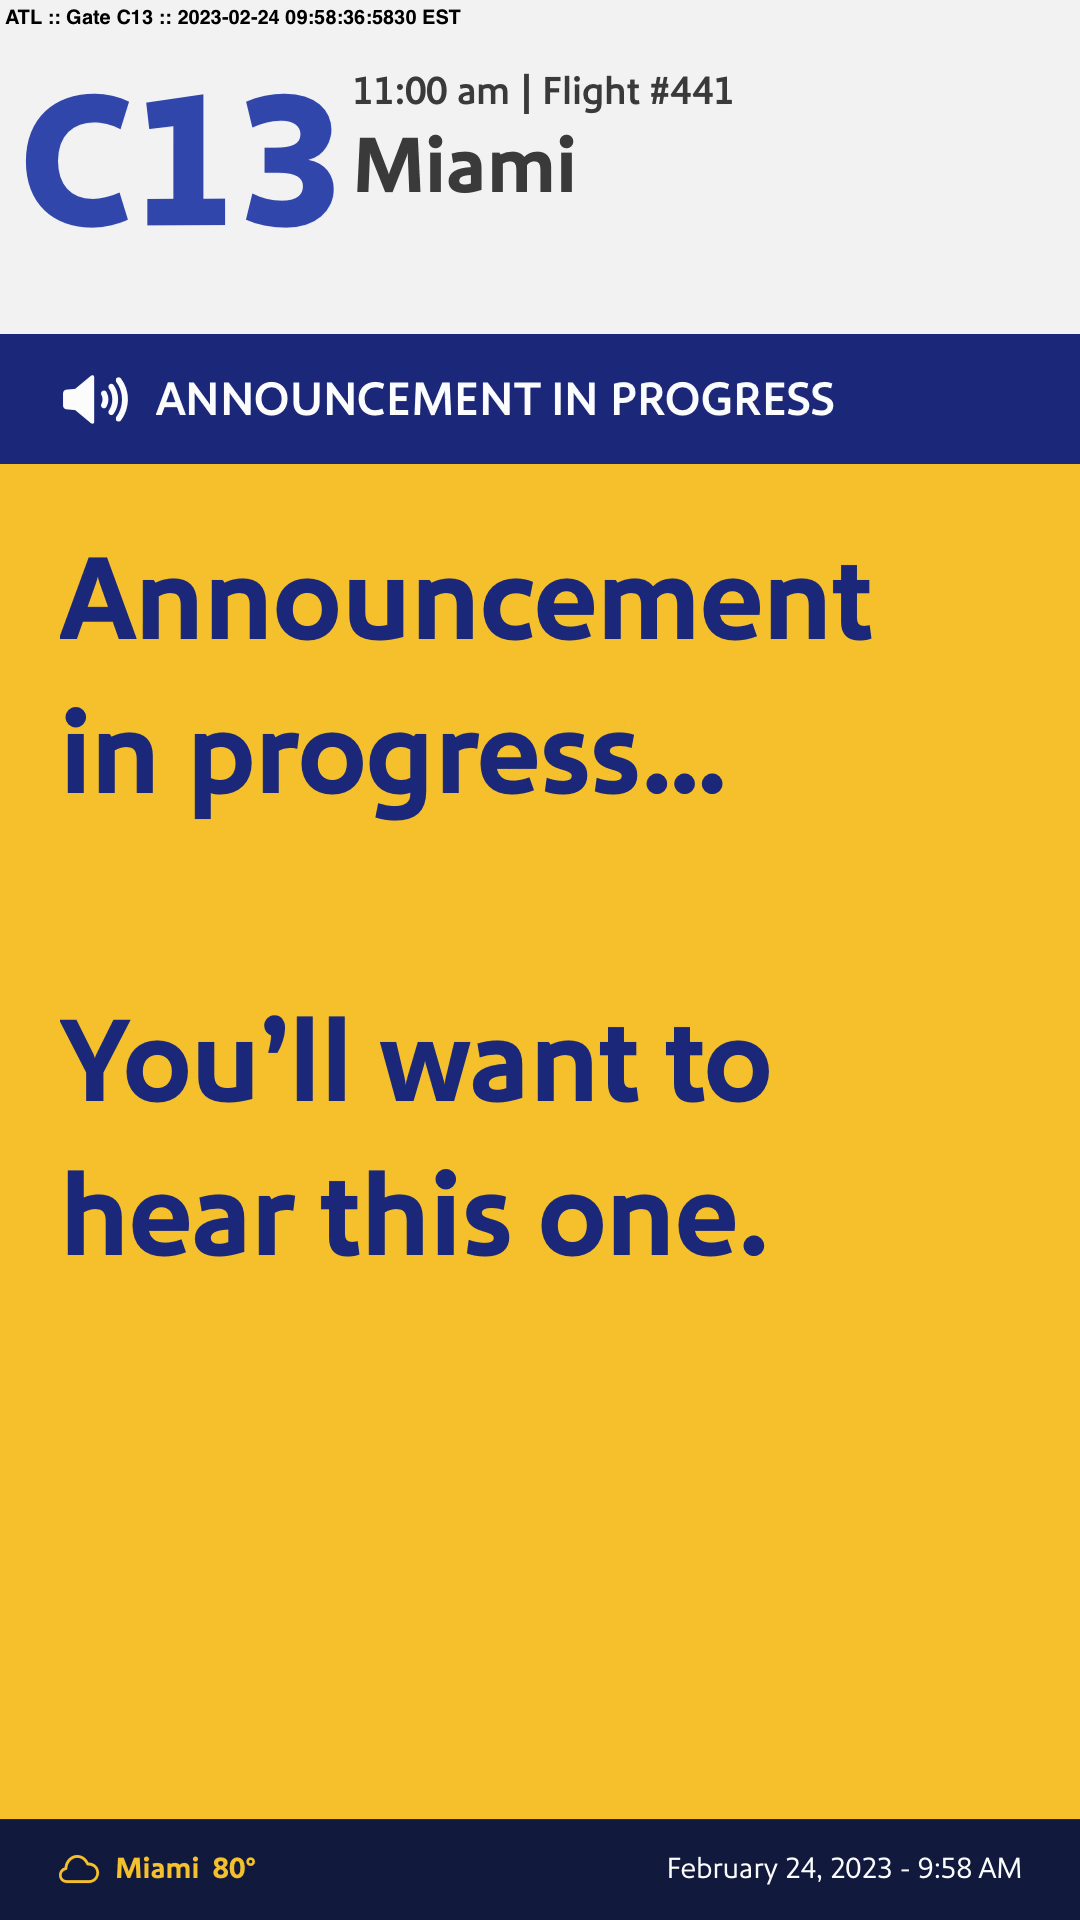 ATL :: Gate C13 :: 2023-02-24 09:58:36:5830 EST
C13
11:00 am | Flight #441
Miami
ANNOUNCEMENT IN PROGRESS
Announcement
in progress...
You’ll want to
hear this one.
Miami 80°
February 24, 2023 - 9:58 AM